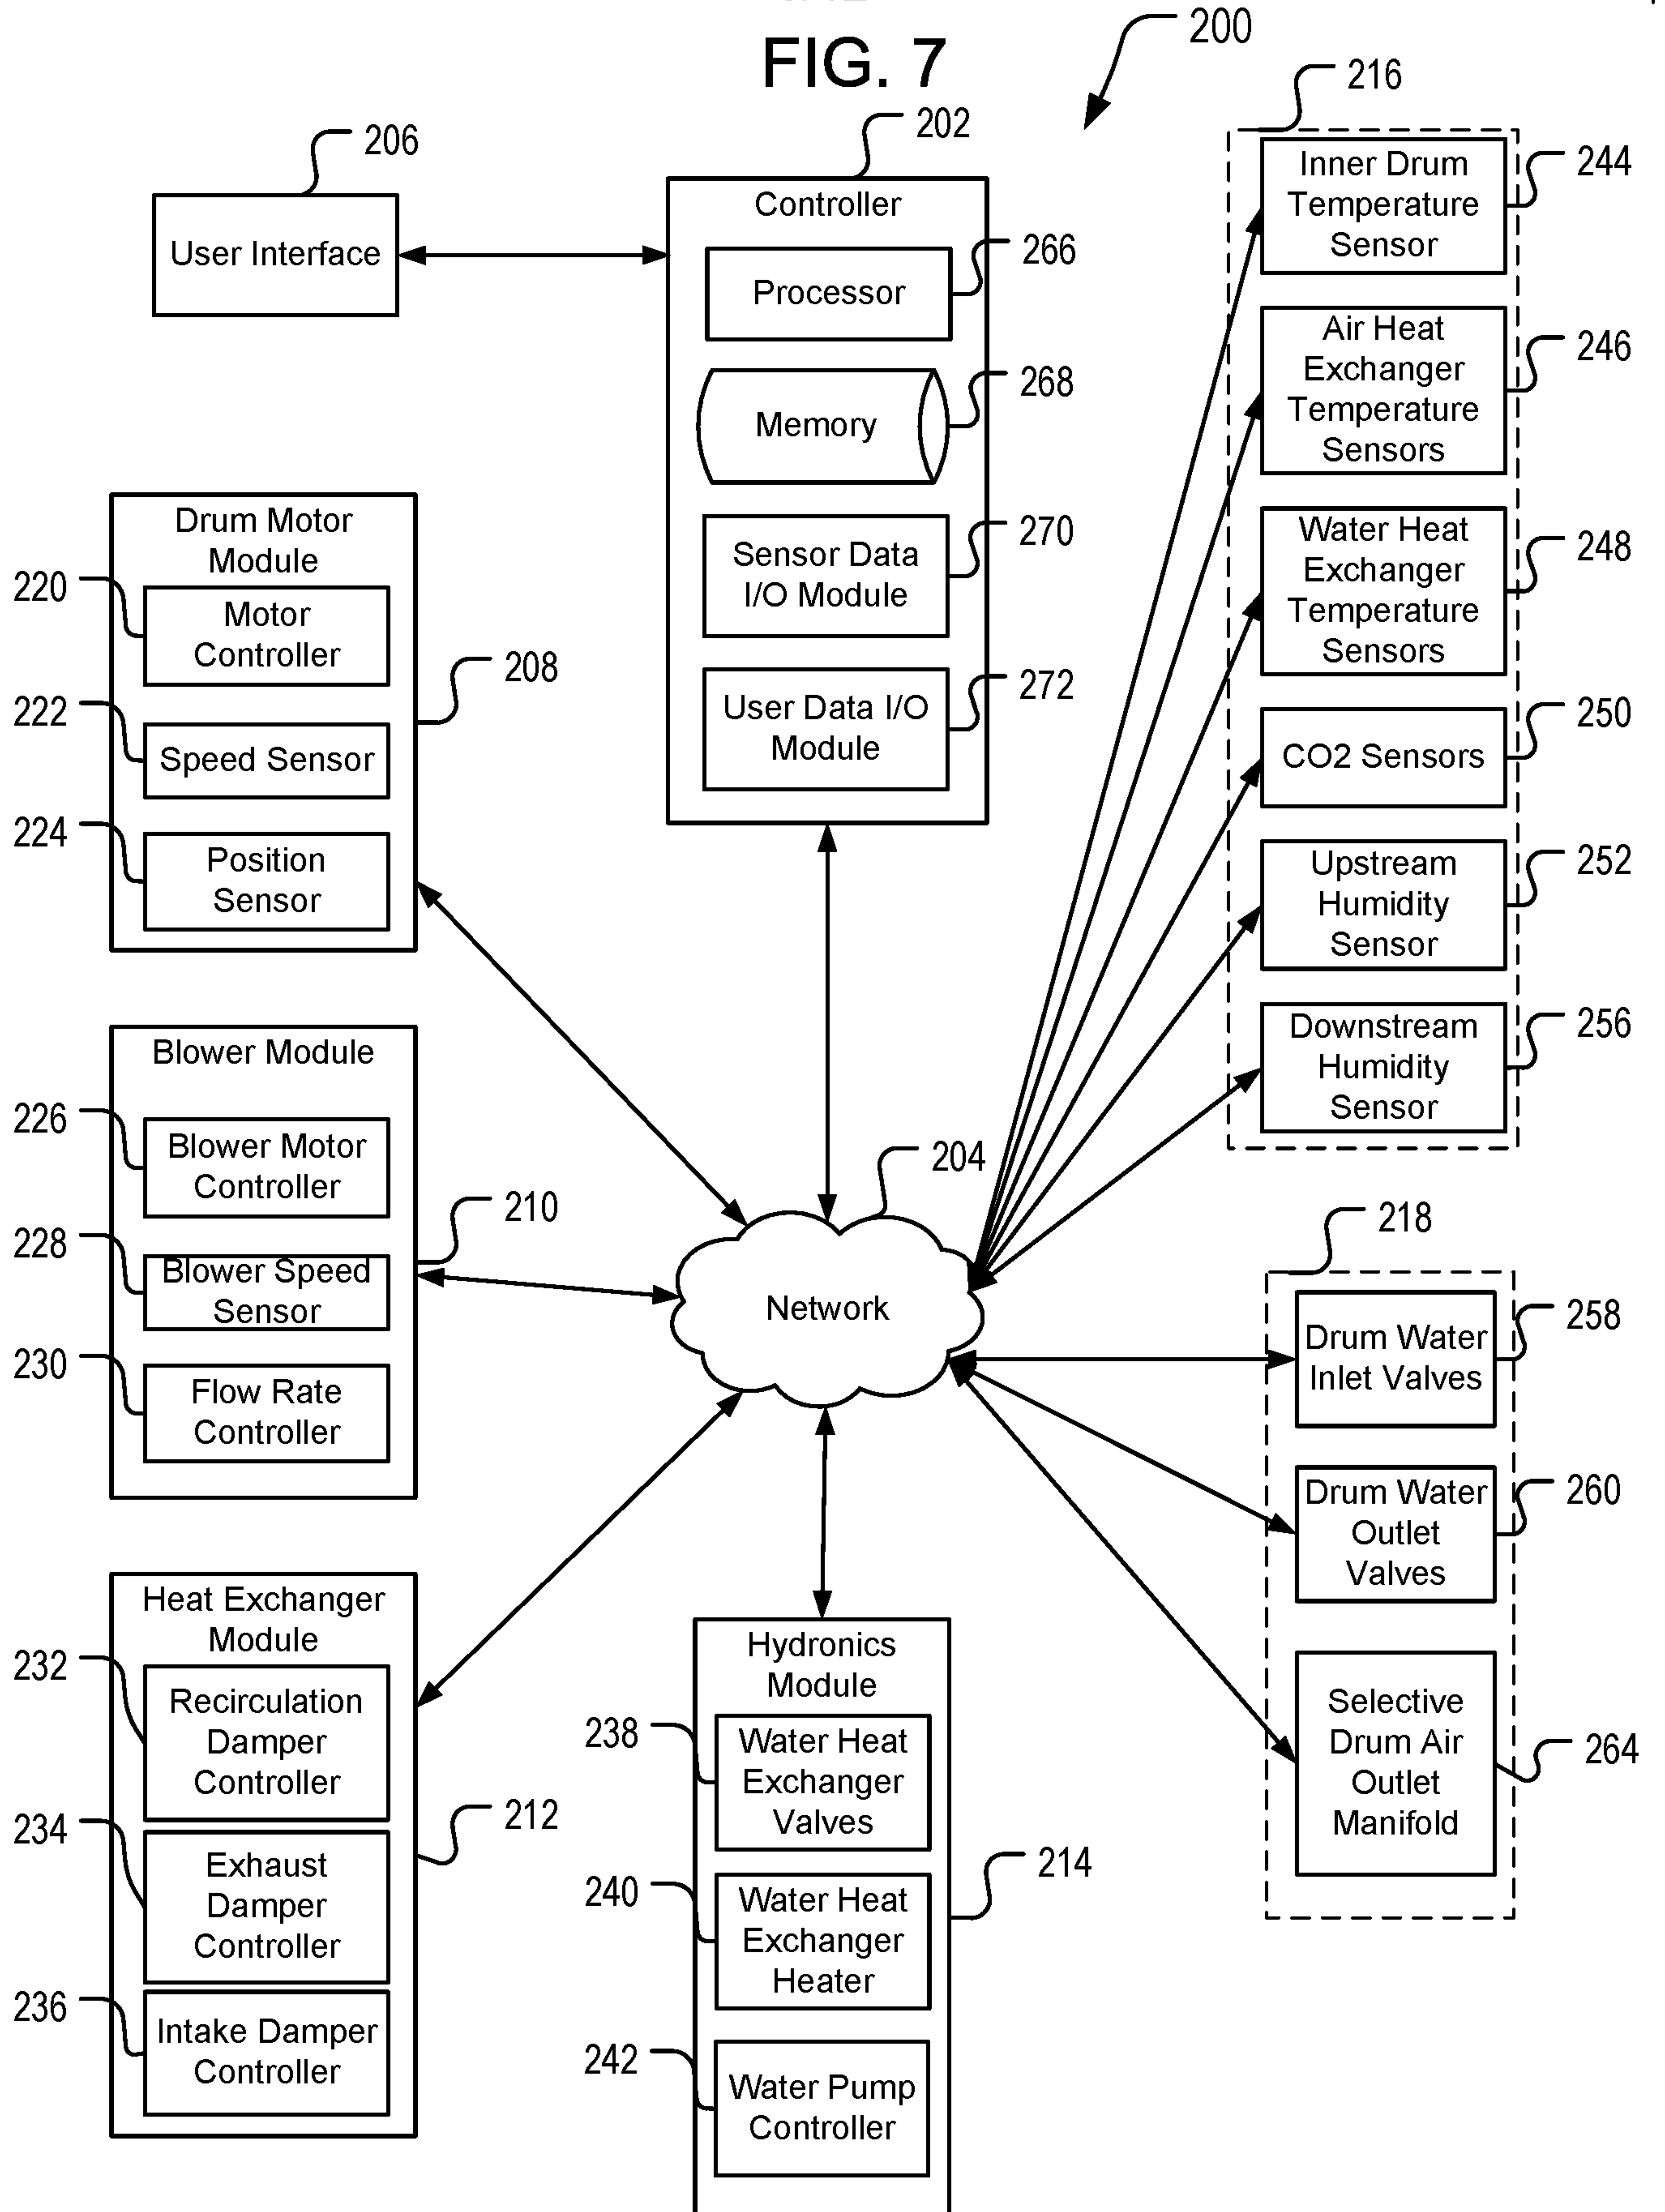 FIG. 7
200
206
User Interface
202
Controller
Processor
266
Memory
268
Sensor Data
I/O Module
270
User Data I/O
Module
272
216
Inner Drum
Temperature
Sensor
244
Air Heat
Exchanger
Temperature
Sensors
246
Water Heat
Exchanger
Temperature
Sensors
248
CO2 Sensors
250
Upstream
Humidity
Sensor
252
Downstream
Humidity
Sensor
256
Drum Motor
Module
220
Motor
Controller
208
222
Speed Sensor
224
Position
Sensor
Blower Module
226
Blower Motor
Controller
210
228
Blower Speed
Sensor
230
Flow Rate
Controller
204
Network
218
Drum Water
Inlet Valves
258
Drum Water
Outlet
Valves
260
Selective
Drum Air
Outlet
Manifold
264
Heat Exchanger
Module
232
Recirculation
Damper
Controller
212
234
Exhaust
Damper
Controller
236
Intake Damper
Controller
Hydronics
Module
238
Water Heat
Exchanger
Valves
214
240
Water Heat
Exchanger
Heater
242
Water Pump
Controller